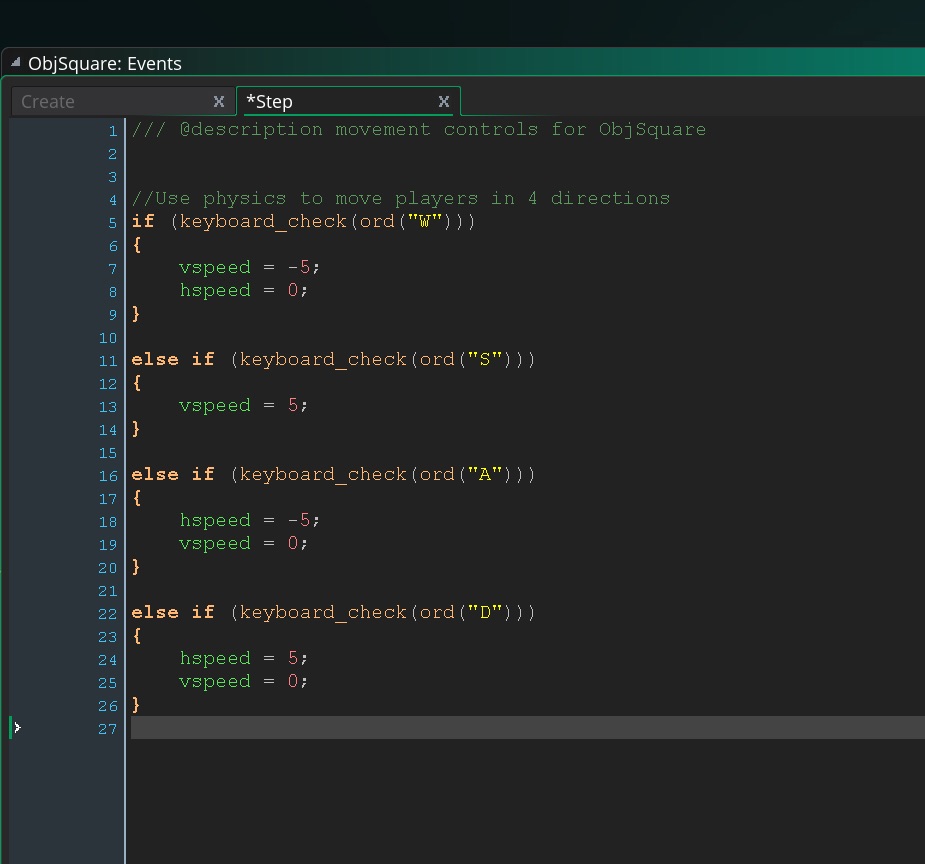 ObjSquare: Events
Create X *Step X
1 /// @description movement controls for ObjSquare
2
3
4 //Use physics to move players in 4 directions
5 if (keyboard_check(ord("W")))
6 {
7     vspeed = -5;
8     hspeed = 0;
9 }
10
11 else if (keyboard_check(ord("S")))
12 {
13     vspeed = 5;
14 }
15
16 else if (keyboard_check(ord("A")))
17 {
18     hspeed = -5;
19     vspeed = 0;
20 }
21
22 else if (keyboard_check(ord("D")))
23 {
24     hspeed = 5;
25     vspeed = 0;
26 }
27